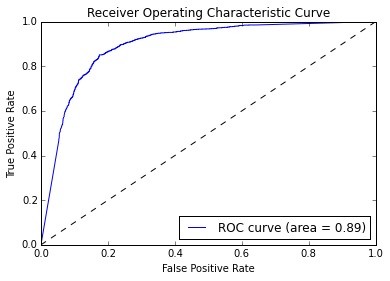 Receiver Operating Characteristic Curve
True Positive Rate
1.0
0.8
0.6
0.4
0.2
0.0
ROC curve (area = 0.89)
0.0 0.2 0.4 0.6 0.8 1.0
False Positive Rate